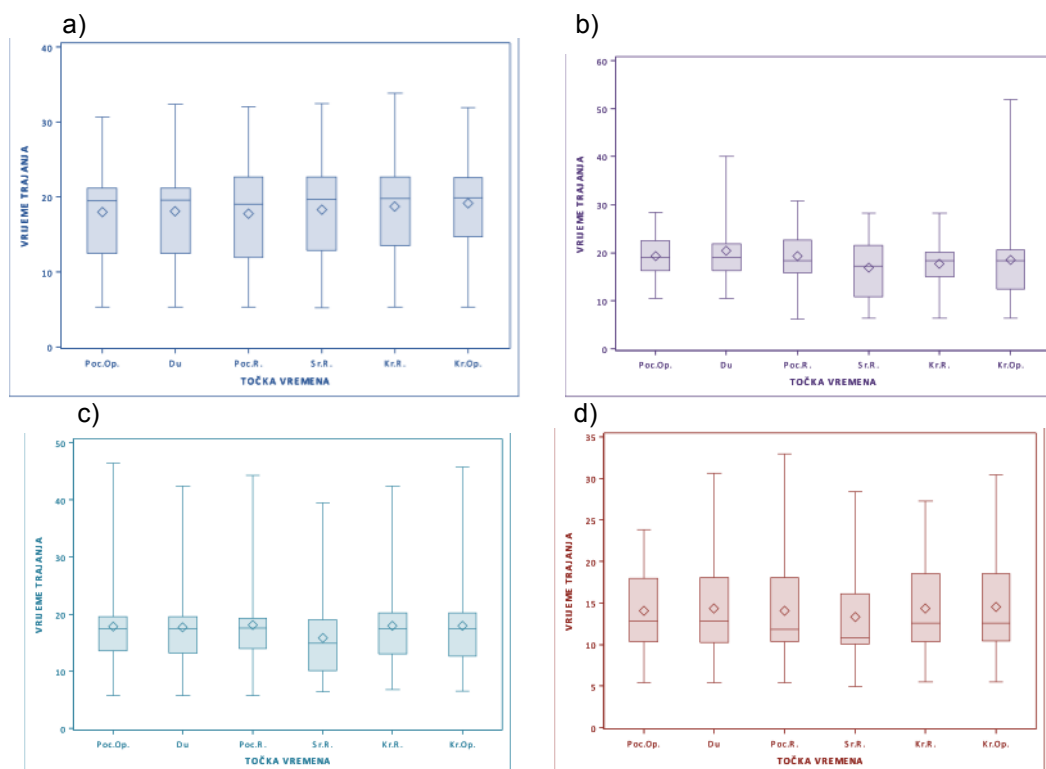 a)
40
30
20
10
0
VRIJEME TRAJANJA
Poc.Op. Du Poc.R. Sr.R. Kr.R. Kr.Op.
TOČKA VREMENA
b)
60
50
40
30
20
10
0
VRIJEME TRAJANJA
Poc.Op. Du Poc.R. Sr.R. Kr.R. Kr.Op.
TOČKA VREMENA
c)
50
40
30
20
10
0
VRIJEME TRAJANJA
Poc.Op. Du Poc.R. Sr.R. Kr.R. Kr.Op.
TOČKA VREMENA
d)
35
30
25
20
15
10
5
0
VRIJEME TRAJANJA
Poc.Op. Du Poc.R. Sr.R. Kr.R. Kr.Op.
TOČKA VREMENA